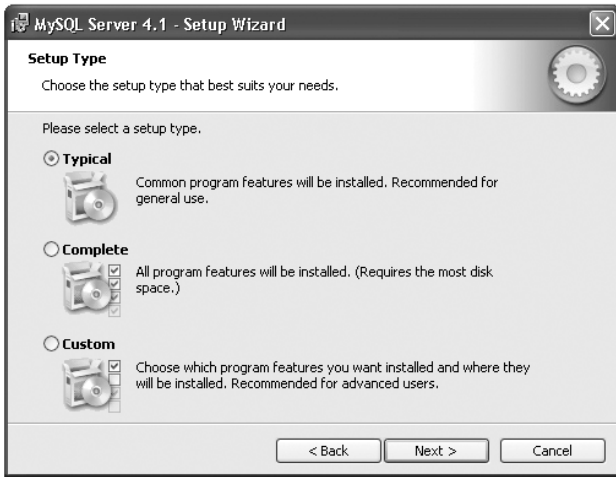 MySQL Server 4.1 - Setup Wizard
Setup Type
Choose the setup type that best suits your needs.
Please select a setup type.
Typical
Common program features will be installed. Recommended for
general use.
Complete
All program features will be installed. (Requires the most disk
space.)
Custom
Choose which program features you want installed and where they
will be installed. Recommended for advanced users.
< Back
Next >
Cancel